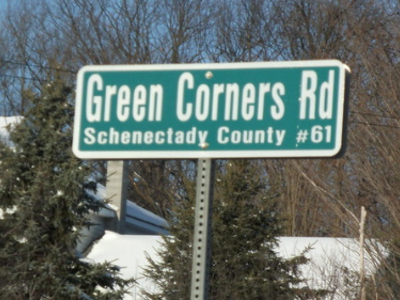 Green Corners Rd
Schenectady County #61